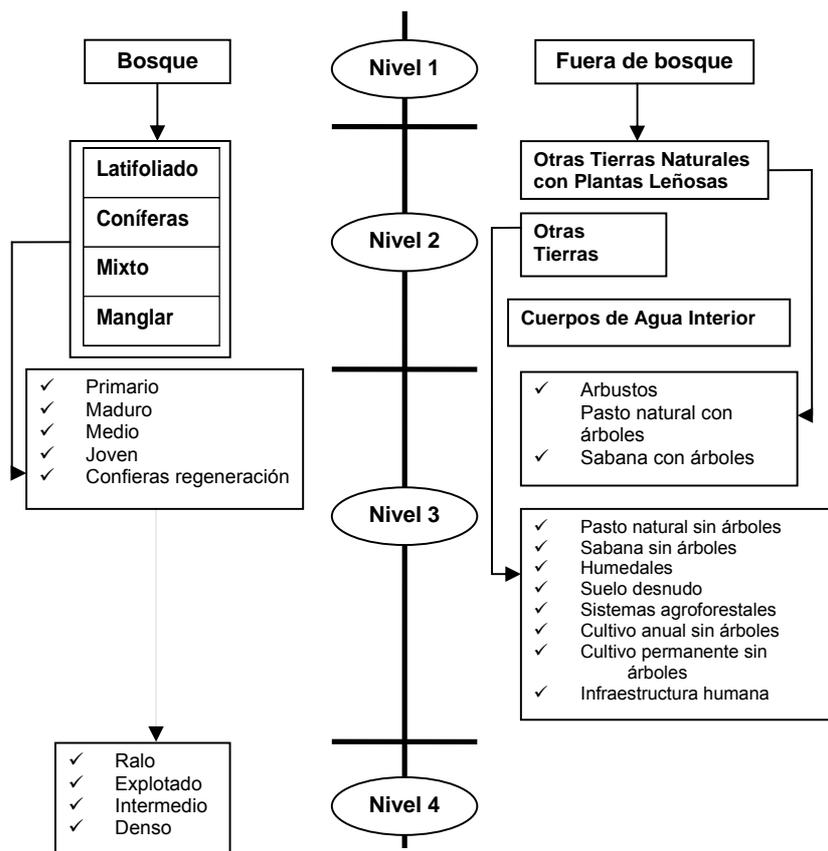 Bosque
Nivel 1
Fuera de bosque
Latifoliado
Coníferas
Mixto
Manglar
Nivel 2
Otras Tierras Naturales
con Plantas Leñosas
Otras
Tierras
Cuerpos de Agua Interior
✓ Primario
✓ Maduro
✓ Medio
✓ Joven
✓ Confieras regeneración
Nivel 3
✓ Arbustos
Pasto natural con
árboles
✓ Sabana con árboles
✓ Pasto natural sin árboles
✓ Sabana sin árboles
✓ Humedales
✓ Suelo desnudo
✓ Sistemas agroforestales
✓ Cultivo anual sin árboles
✓ Cultivo permanente sin
árboles
✓ Infraestructura humana
✓ Ralo
✓ Explotado
✓ Intermedio
✓ Denso
Nivel 4